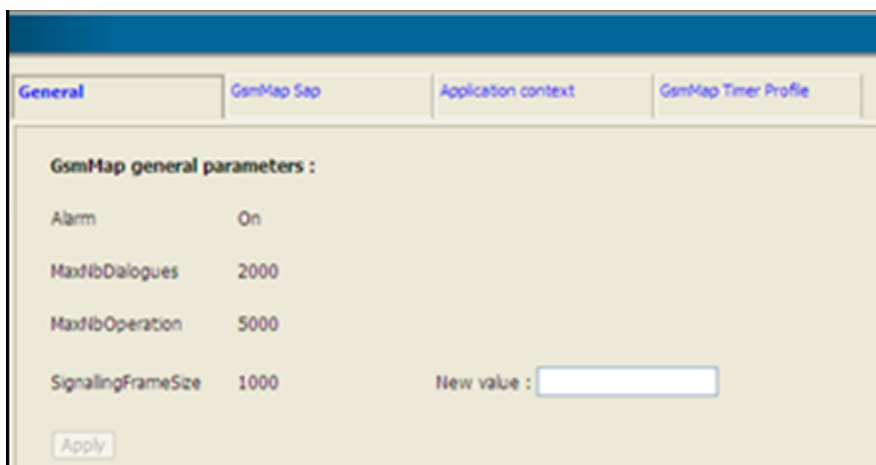 General GsmMap Sap Application context GsmMap Timer Profile
GsmMap general parameters :
Alarm On
MaxNbDialogues 2000
MaxNbOperation 5000
SignallingFrameSize 1000 New value :
Apply